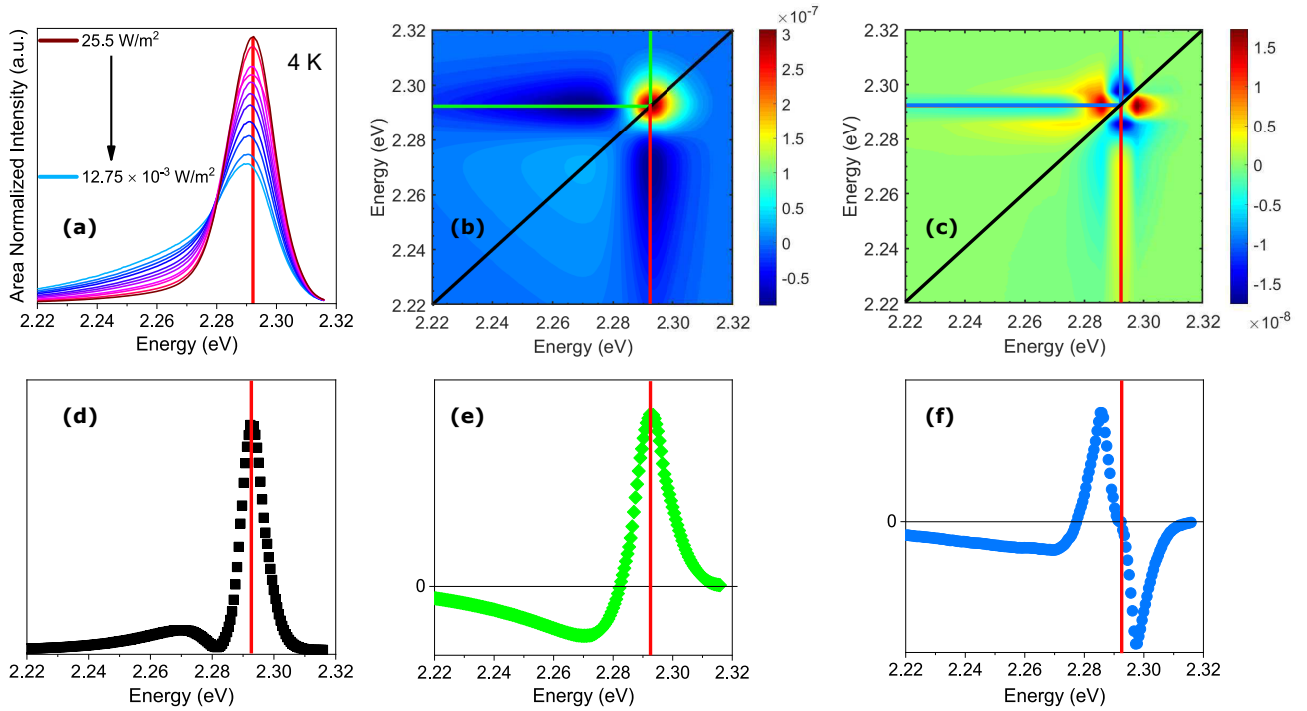 Area Normalized Intensity (a.u.)
25.5 W/m²
12.75 × 10⁻³ W/m²
4 K
(a)
2.22 2.24 2.26 2.28 2.30 2.32
Energy (eV)
Energy (eV)
2.32
2.30
2.28
2.26
2.24
2.22
(b)
2.22 2.24 2.26 2.28 2.30 2.32
Energy (eV)
×10⁻⁷
3
2.5
2
1.5
1
0.5
0
-0.5
Energy (eV)
2.32
2.30
2.28
2.26
2.24
2.22
(c)
2.22 2.24 2.26 2.28 2.30 2.32
Energy (eV)
1.5
1
0.5
0
-0.5
-1
-1.5
×10⁻⁸
(d)
2.22 2.24 2.26 2.28 2.30 2.32
Energy (eV)
(e)
0
2.22 2.24 2.26 2.28 2.30 2.32
Energy (eV)
(f)
0
2.22 2.24 2.26 2.28 2.30 2.32
Energy (eV)